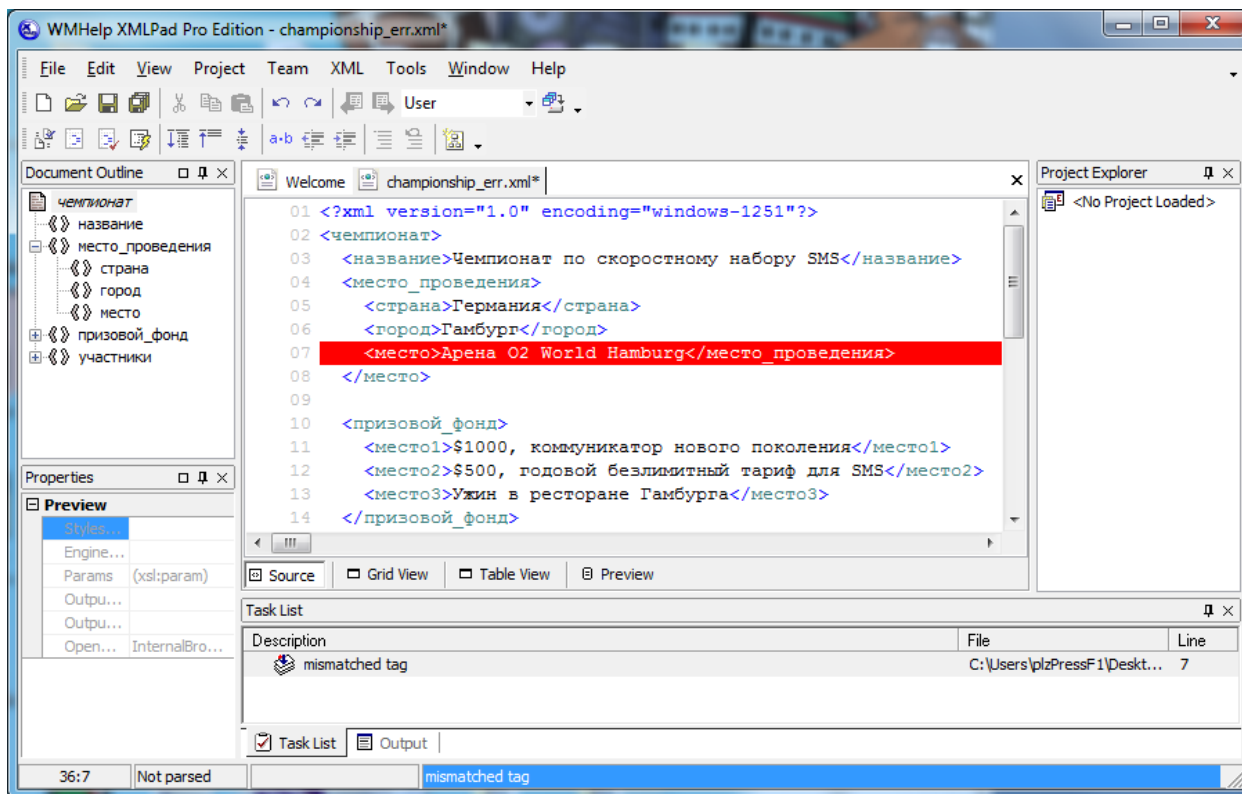 WMHelp XMLPad Pro Edition - championship_err.xml*
File Edit View Project Team XML Tools Window Help
User
a·b
Document Outline
чемпионат
название
место_проведения
страна
город
место
призовой_фонд
участники
Properties
Preview
Styles...
Engine...
Params (xsl:param)
Outpu...
Outpu...
Open... InternalBro...
Welcome championship_err.xml*
01 <?xml version="1.0" encoding="windows-1251"?>
02 <чемпионат>
03 <название>Чемпионат по скоростному набору SMS</название>
04 <место_проведения>
05 <страна>Германия</страна>
06 <город>Гамбург</город>
07 <место>Арена O2 World Hamburg</место_проведения>
08 </место>
09
10 <призовой_фонд>
11 <место1>$1000, коммуникатор нового поколения</место1>
12 <место2>$500, годовой безлимитный тариф для SMS</место2>
13 <место3>Ужин в ресторане Гамбурга</место3>
14 </призовой_фонд>
Source Grid View Table View Preview
Project Explorer
<No Project Loaded>
Task List
Description File Line
mismatched tag C:\Users\plzPressF1\Deskt... 7
Task List Output
36:7 Not parsed mismatched tag